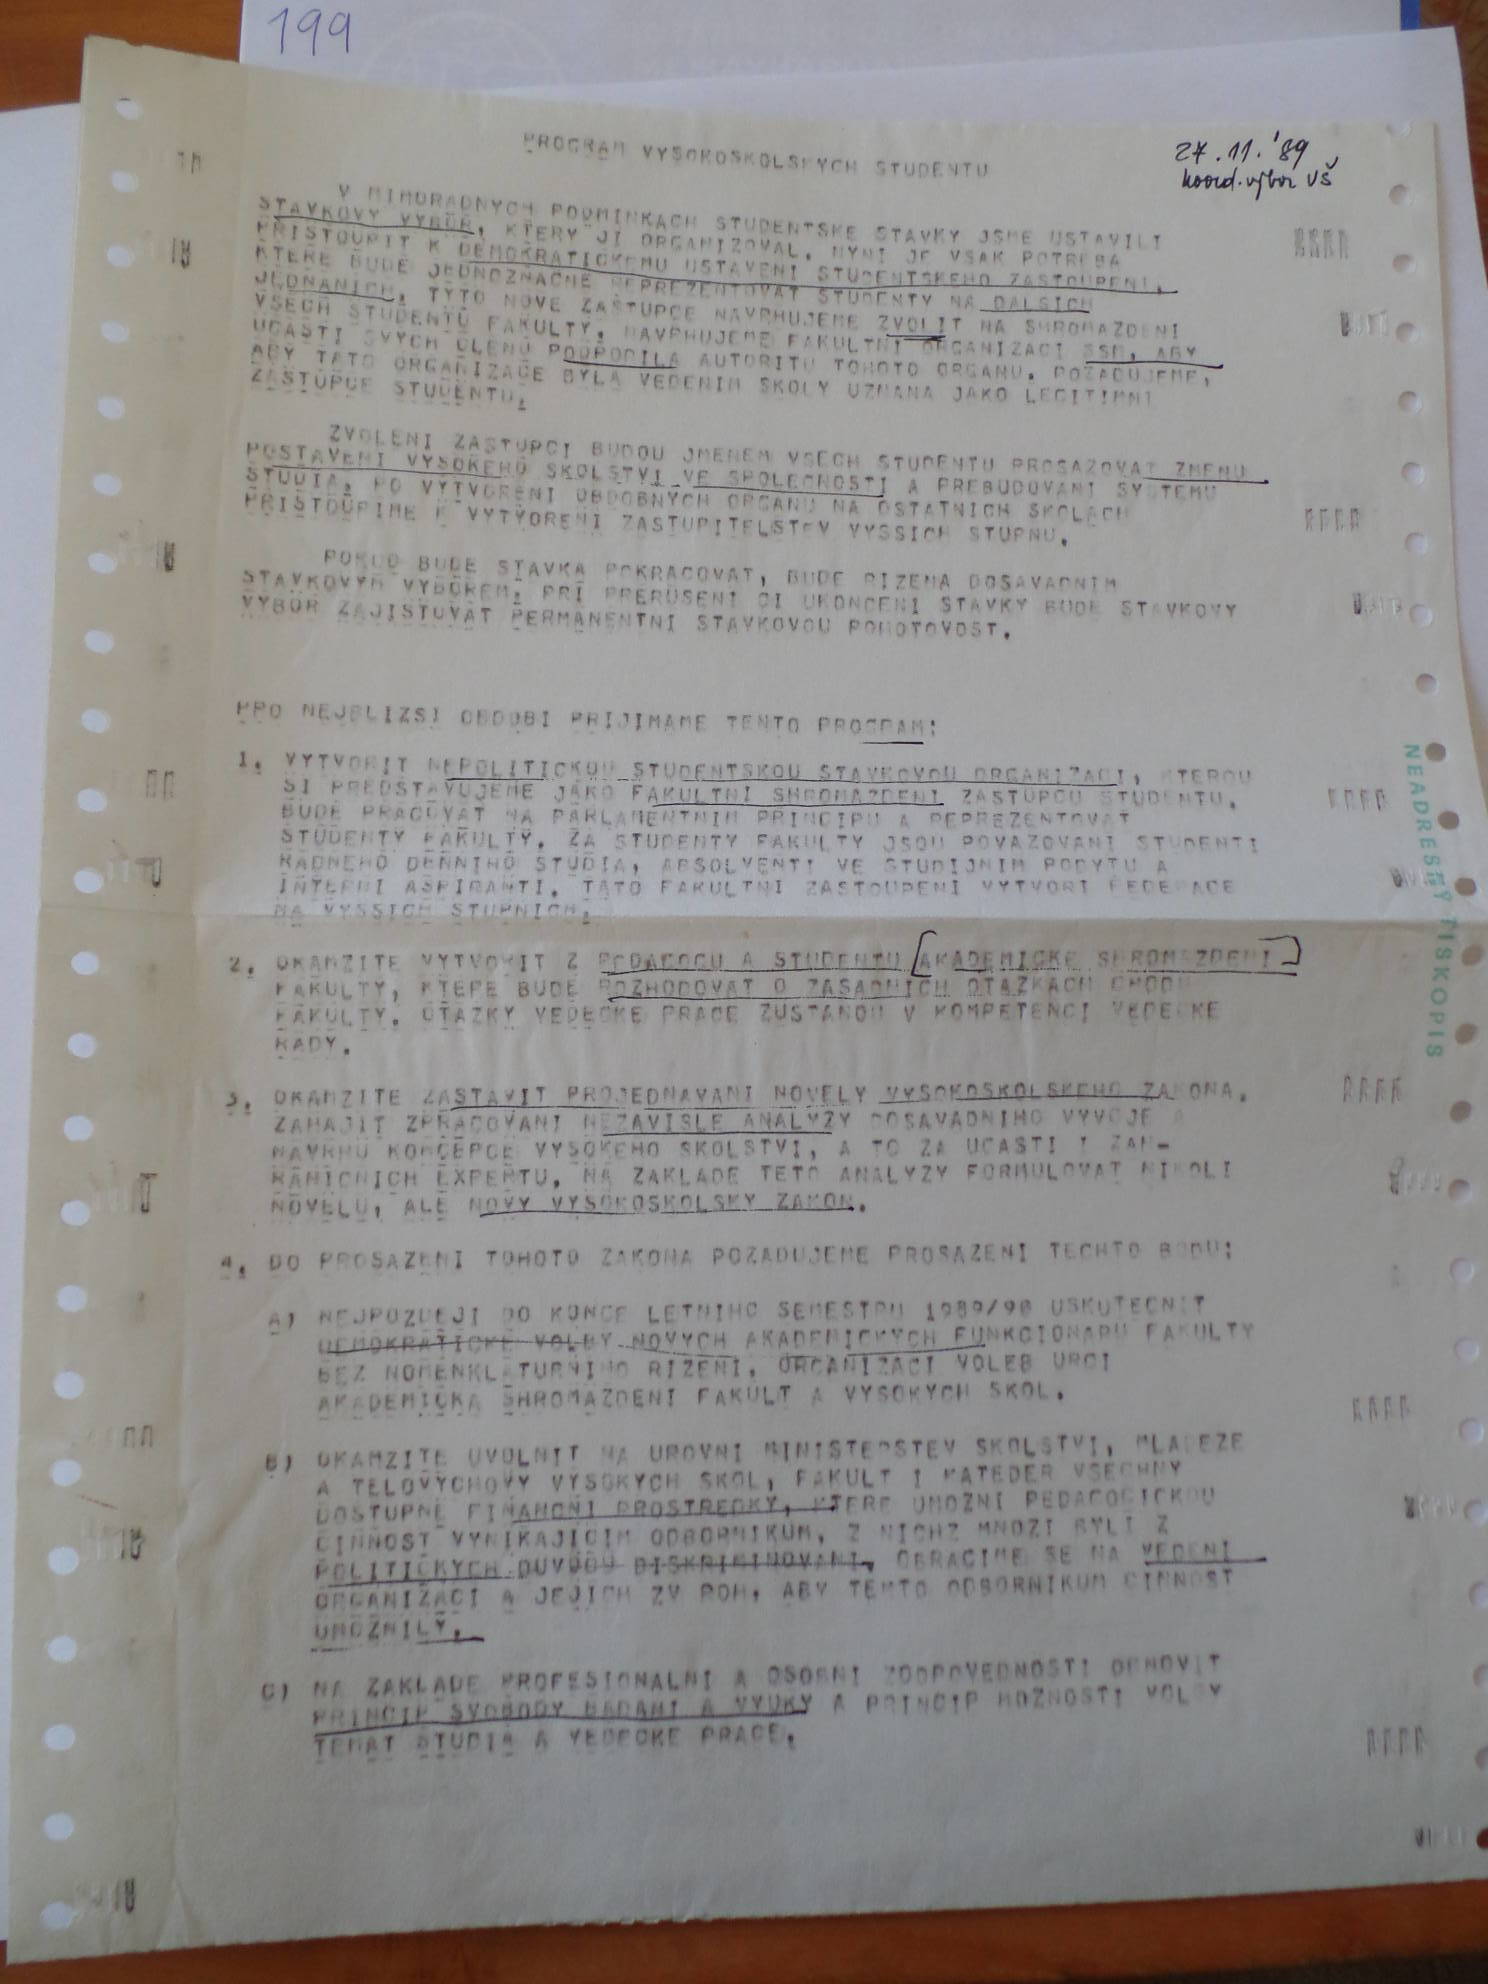 199
27.11.'89
koord. výbor VŠ
PROGRAM VYSOKOSKOLSKYCH STUDENTU
V MIMORADNYCH PODMINKACH STUDENTSKE STAVKY JSME USTAVILI
STAVKOVY VYBOR, KTERY JI ORGANIZOVAL. NYNI JE VSAK POTREBA
PRISTOUPIT K DEMOKRATICKEMU USTAVENI STUDENTSKEHO ZASTOUPENI,
KTERE BUDE JEDNOZNACNE REPREZENTOVAT STUDENTY NA DALSICH
JEDNANICH. TYTO NOVE ZASTUPCE NAVRHUJEME ZVOLIT NA SHROMAZDENI
VSECH STUDENTU FAKULTY. NAVRHUJEME FAKULTNI ORGANIZACI SSM, ABY
UCASTI SVYCH CLENU PODPORILA AUTORITU TOHOTO ORGANU. POZADUJEME,
ABY TATO ORGANIZACE BYLA VEDENIM SKOLY UZNANA JAKO LEGITIMNI
ZASTUPCE STUDENTU.
ZVOLENI ZASTUPCI BUDOU JMENEM VSECH STUDENTU PROSAZOVAT ZMENU
POSTAVENI VYSOKEHO SKOLSTVI VE SPOLECNOSTI A PREBUDOVANI SYSTEMU
STUDIA. PO VYTVORENI OBDOBNYCH ORGANU NA OSTATNICH SKOLACH
PRISTOUPIME K VYTVORENI ZASTUPITELSTEV VYSSICH STUPNU.
POKUD BUDE STAVKA POKRACOVAT, BUDE RIZENA DOSAVADNIM
STAVKOVYM VYBOREM. PRI PRERUSENI CI UKONCENI STAVKY BUDE STAVKOVY
VYBOR ZAJISTOVAT PERMANENTNI STAVKOVOU POHOTOVOST.
PRO NEJBLIZSI OBDOBI PRIJIMAME TENTO PROGRAM:
1. VYTVORIT NEPOLITICKOU STUDENTSKOU STAVKOVOU ORGANIZACI, KTEROU
SI PREDSTAVUJEME JAKO FAKULTNI SHROMAZDENI ZASTUPCU STUDENTU.
BUDE PRACOVAT NA PARLAMENTNIM PRINCIPU A REPREZENTOVAT
STUDENTY FAKULTY. ZA STUDENTY FAKULTY JSOU POVAZOVANI STUDENTI
RADNEHO DENNIHO STUDIA, ABSOLVENTI VE STUDIJNIM POBYTU A
INTERNI ASPIRANTI. TATO FAKULTNI ZASTOUPENI VYTVORI FEDERACE
NA VYSSICH STUPNICH.
2. OKAMZITE VYTVORIT Z PEDAGOGU A STUDENTU [AKADEMICKE SHROMAZDENI]
FAKULTY, KTERE BUDE ROZHODOVAT O ZASADNICH OTAZKACH CHODU
FAKULTY. OTAZKY VEDECKE PRACE ZUSTANOU V KOMPETENCI VEDECKE
RADY.
3. OKAMZITE ZASTAVIT PROJEDNAVANI NOVELY VYSOKOSKOLSKEHO ZAKONA.
ZAHAJIT ZPRACOVANI NEZAVISLE ANALYZY DOSAVADNIHO VYVOJE A
NAVRHU KONCEPCE VYSOKEHO SKOLSTVI, A TO ZA UCASTI I ZAH-
RANICNICH EXPERTU. NA ZAKLADE TETO ANALYZY FORMULOVAT NIKOLI
NOVELU, ALE NOVY VYSOKOSKOLSKY ZAKON.
4. DO PROSAZENI TOHOTO ZAKONA POZADUJEME PROSAZENI TECHTO BODU:
A) NEJPOZDEJI DO KONCE LETNIHO SEMESTRU 1989/90 USKUTECNIT
DEMOKRATICKE VOLBY NOVYCH AKADEMICKYCH FUNKCIONARU FAKULTY
BEZ NOMENKLATURNIHO RIZENI. ORGANIZACI VOLEB URCI
AKADEMICKA SHROMAZDENI FAKULT A VYSOKYCH SKOL.
B) OKAMZITE UVOLNIT NA UROVNI MINISTERSTEV SKOLSTVI, MLADEZE
A TELOVYCHOVY VYSOKYCH SKOL, FAKULT I KATEDER VSECHNY
DOSTUPNE FINANCNI PROSTREDKY, KTERE UMOZNI PEDAGOGICKOU
CINNOST VYNIKAJICIM ODBORNIKUM, Z NICHZ MNOZI BYLI Z
POLITICKYCH DUVODU DISKRIMINOVANI. OBRACIME SE NA VEDENI
ORGANIZACI A JEJICH ZV ROH, ABY TEMTO ODBORNIKUM CINNOST
UMOZNILY.
C) NA ZAKLADE PROFESIONALNI A OSOBNI ZODPOVEDNOSTI OBNOVIT
PRINCIP SVOBODY BADANI A VYUKY A PRINCIP MOZNOSTI VOLBY
TEMAT STUDIA A VEDECKE PRACE.
NEADRESNÝ TISKOPIS